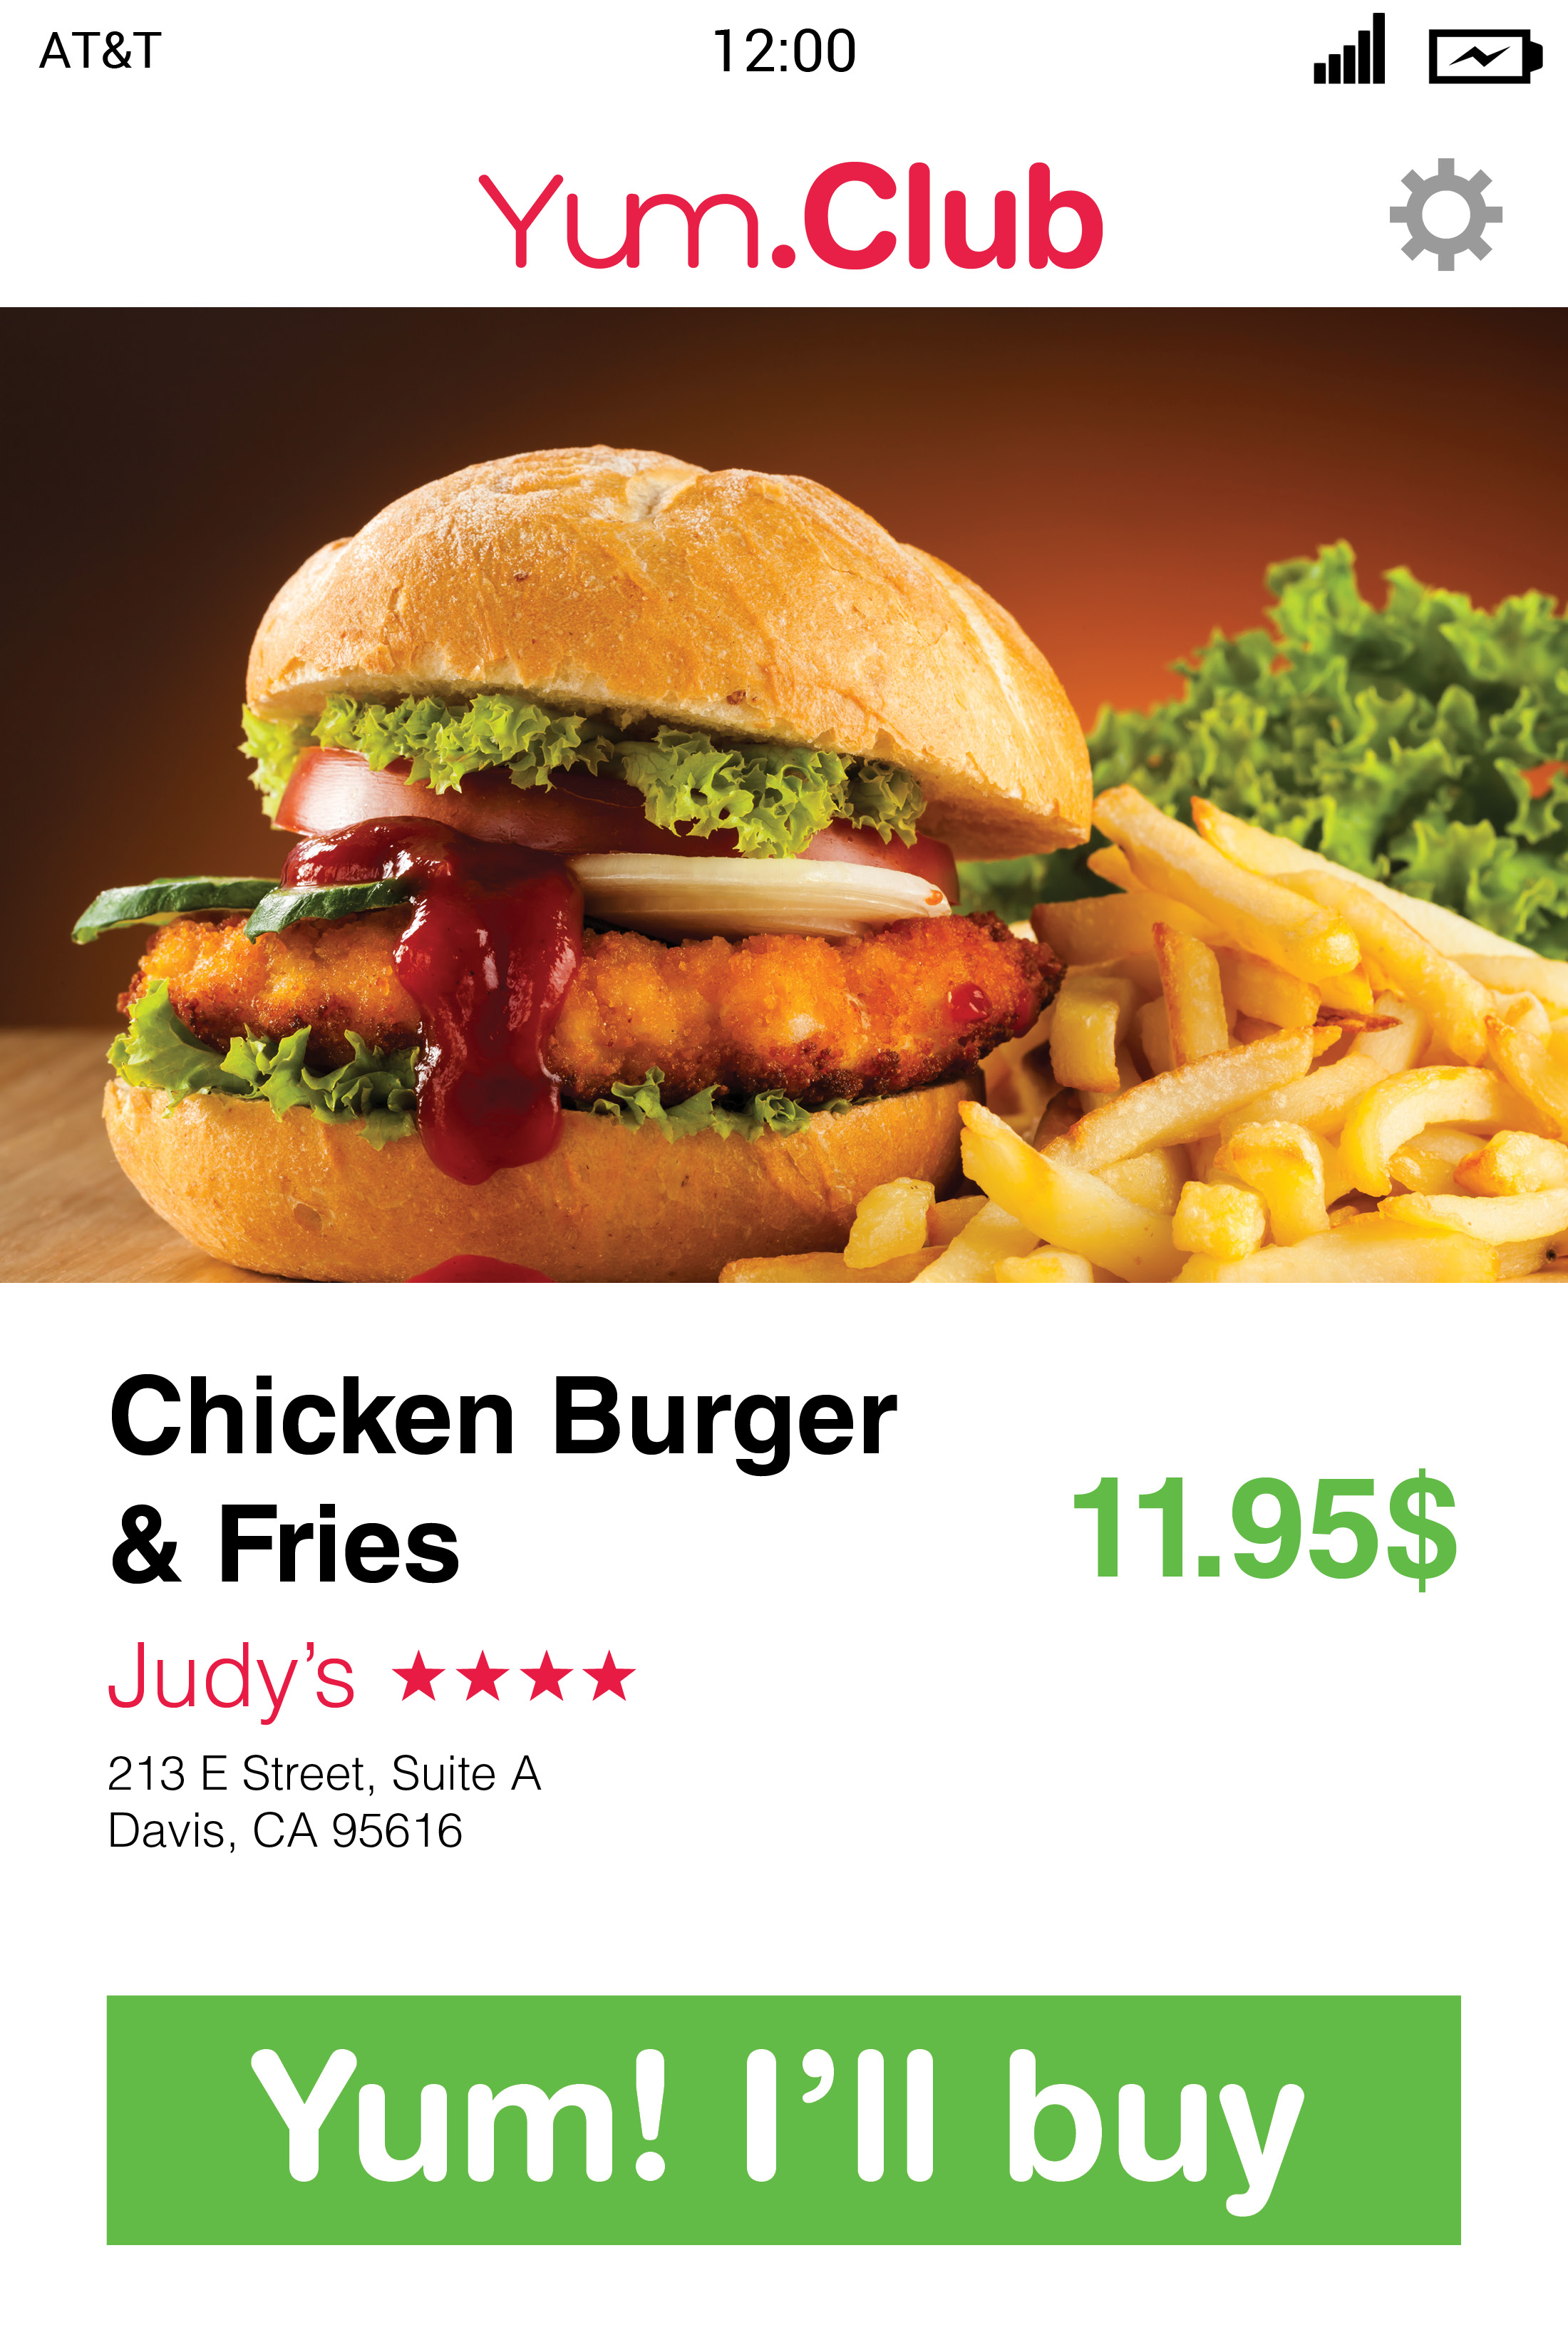 AT&T 12:00
Yum.Club
Chicken Burger
& Fries
11.95$
Judy’s ★★★★
213 E Street, Suite A
Davis, CA 95616
Yum! I’ll buy